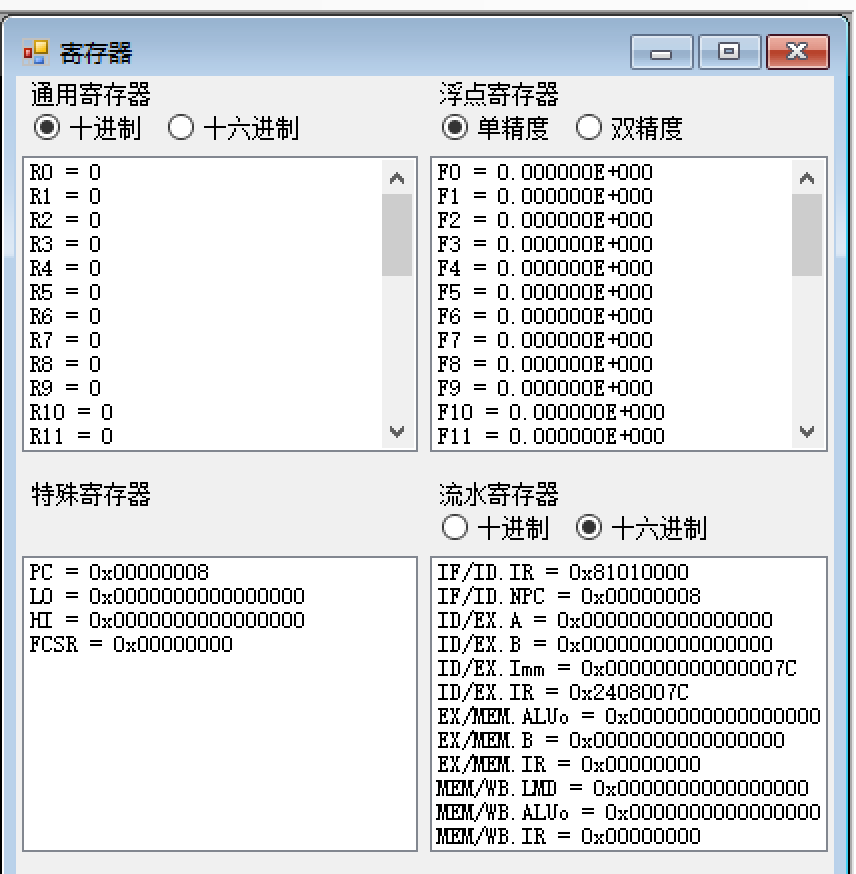 寄存器
通用寄存器
十进制 十六进制
R0 = 0
R1 = 0
R2 = 0
R3 = 0
R4 = 0
R5 = 0
R6 = 0
R7 = 0
R8 = 0
R9 = 0
R10 = 0
R11 = 0
浮点寄存器
单精度 双精度
F0 = 0.000000E+000
F1 = 0.000000E+000
F2 = 0.000000E+000
F3 = 0.000000E+000
F4 = 0.000000E+000
F5 = 0.000000E+000
F6 = 0.000000E+000
F7 = 0.000000E+000
F8 = 0.000000E+000
F9 = 0.000000E+000
F10 = 0.000000E+000
F11 = 0.000000E+000
特殊寄存器
PC = 0x00000008
LO = 0x0000000000000000
HI = 0x0000000000000000
FCSR = 0x00000000
流水寄存器
十进制 十六进制
IF/ID.IR = 0x81010000
IF/ID.NPC = 0x00000008
ID/EX.A = 0x0000000000000000
ID/EX.B = 0x0000000000000000
ID/EX.Imm = 0x000000000000007C
ID/EX.IR = 0x2408007C
EX/MEM.ALUo = 0x0000000000000000
EX/MEM.B = 0x0000000000000000
EX/MEM.IR = 0x00000000
MEM/WB.LMD = 0x0000000000000000
MEM/WB.ALUo = 0x0000000000000000
MEM/WB.IR = 0x00000000